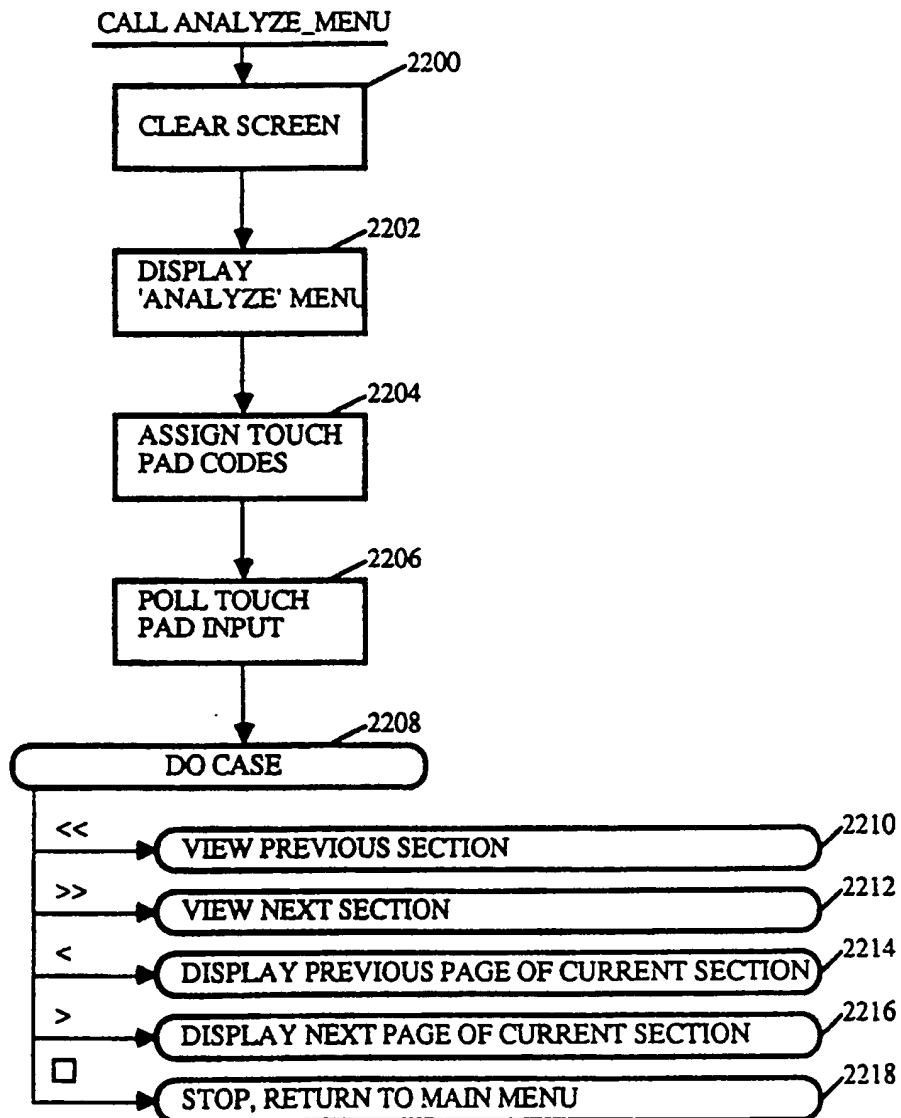 CALL ANALYZE_MENU
2200
CLEAR SCREEN
2202
DISPLAY
'ANALYZE' MENU
2204
ASSIGN TOUCH
PAD CODES
2206
POLL TOUCH
PAD INPUT
2208
DO CASE
<<
2210
VIEW PREVIOUS SECTION
>>
2212
VIEW NEXT SECTION
<
2214
DISPLAY PREVIOUS PAGE OF CURRENT SECTION
>
2216
DISPLAY NEXT PAGE OF CURRENT SECTION
□
2218
STOP, RETURN TO MAIN MENU